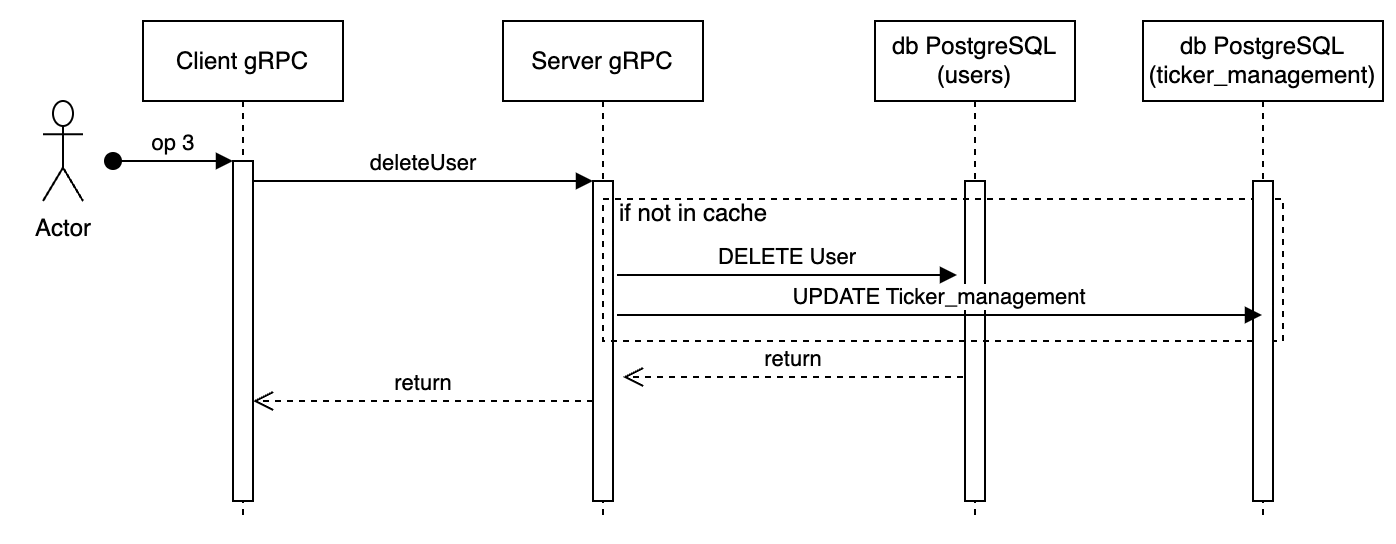 Client gRPC
Server gRPC
db PostgreSQL
(users)
db PostgreSQL
(ticker_management)
Actor
op 3
deleteUser
if not in cache
DELETE User
UPDATE Ticker_management
return
return